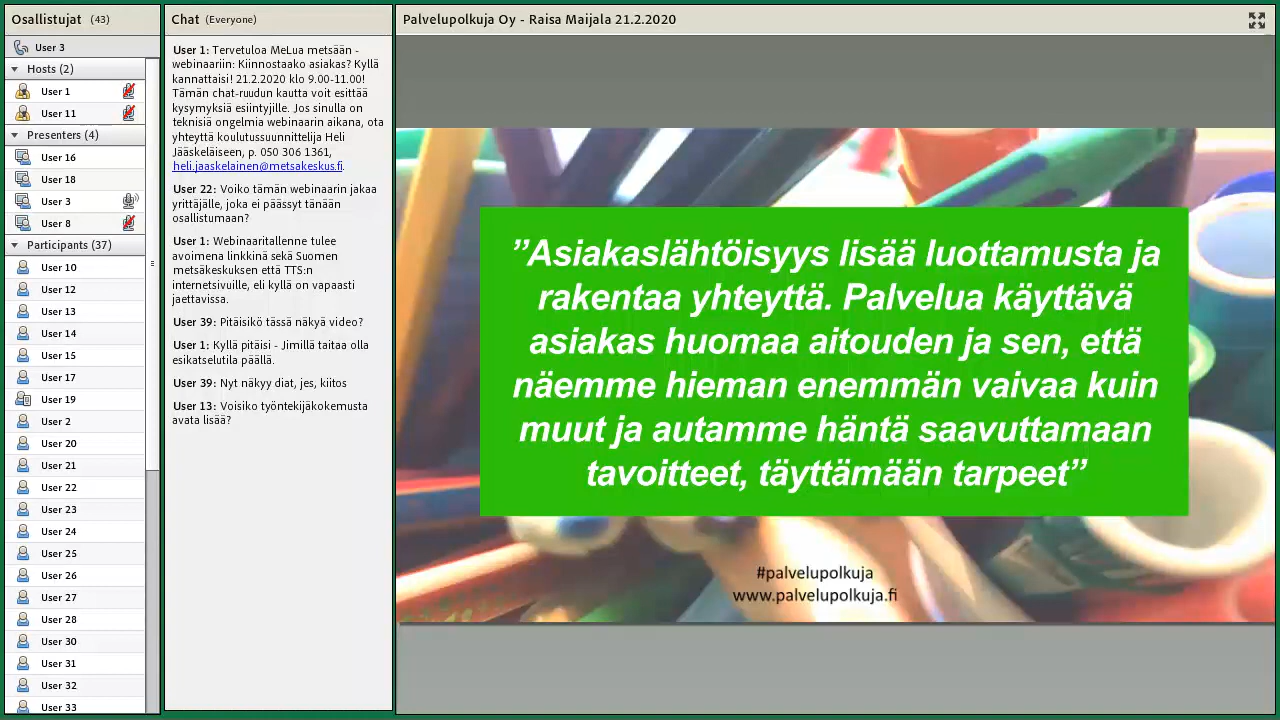 Osallistujat (43)
User 3
Hosts (2)
User 1
User 11
Presenters (4)
User 16
User 18
User 3
User 8
Participants (37)
User 10
User 12
User 13
User 14
User 15
User 17
User 19
User 2
User 20
User 21
User 22
User 23
User 24
User 25
User 26
User 27
User 28
User 30
User 31
User 32
User 33
Chat (Everyone)
User 1: Tervetuloa MeLua metsään -
webinaariin: Kiinnostaako asiakas? Kyllä
kannattaisi! 21.2.2020 klo 9.00-11.00!
Tämän chat-ruudun kautta voit esittää
kysymyksiä esiintyjille. Jos sinulla on
teknisiä ongelmia webinaarin aikana, ota
yhteyttä koulutussuunnittelija Heli
Jääskeläiseen, p. 050 306 1361,
heli.jaaskelainen@metsakeskus.fi.
User 22: Voiko tämän webinaarin jakaa
yrittäjälle, joka ei päässyt tänään
osallistumaan?
User 1: Webinaaritallenne tulee
avoimena linkkinä sekä Suomen
metsäkeskuksen että TTS:n
internetsivuille, eli kyllä on vapaasti
jaettavissa.
User 39: Pitäisikö tässä näkyä video?
User 1: Kyllä pitäisi - Jimillä taitaa olla
esikatselutila päällä.
User 39: Nyt näkyy diat, jes, kiitos
User 13: Voisiko työntekijäkokemusta
avata lisää?
Palvelupolkuja Oy - Raisa Maijala 21.2.2020
”Asiakaslähtöisyys lisää luottamusta ja
rakentaa yhteyttä. Palvelua käyttävä
asiakas huomaa aitouden ja sen, että
näemme hieman enemmän vaivaa kuin
muut ja autamme häntä saavuttamaan
tavoitteet, täyttämään tarpeet”
#palvelupolkuja
www.palvelupolkuja.fi